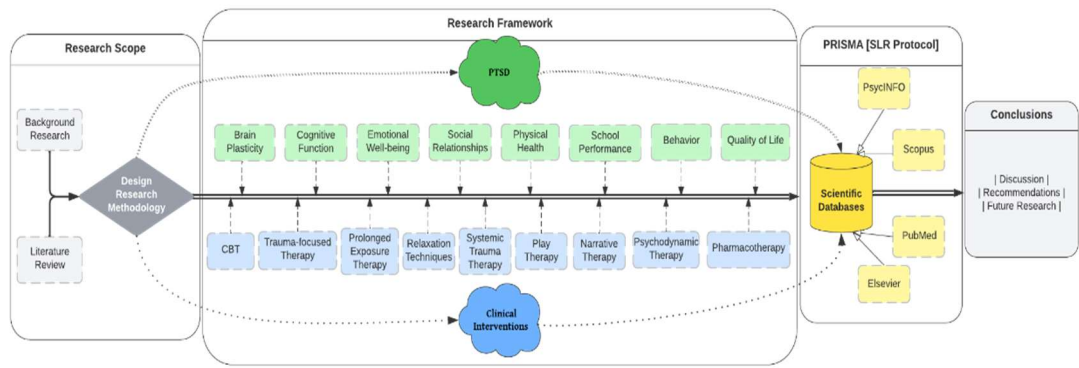 Research Scope
Background
Research
Literature
Review
Design
Research
Methodology
Research Framework
PTSD
Brain
Plasticity
Cognitive
Function
Emotional
Well-being
Social
Relationships
Physical
Health
School
Performance
Behavior
Quality of Life
CBT
Trauma-focused
Therapy
Prolonged
Exposure
Therapy
Relaxation
Techniques
Systemic
Trauma
Therapy
Play
Therapy
Narrative
Therapy
Psychodynamic
Therapy
Pharmacotherapy
Clinical
Interventions
PRISMA [SLR Protocol]
PsycINFO
Scopus
Scientific
Databases
PubMed
Elsevier
Conclusions
| Discussion |
| Recommendations |
| Future Research |